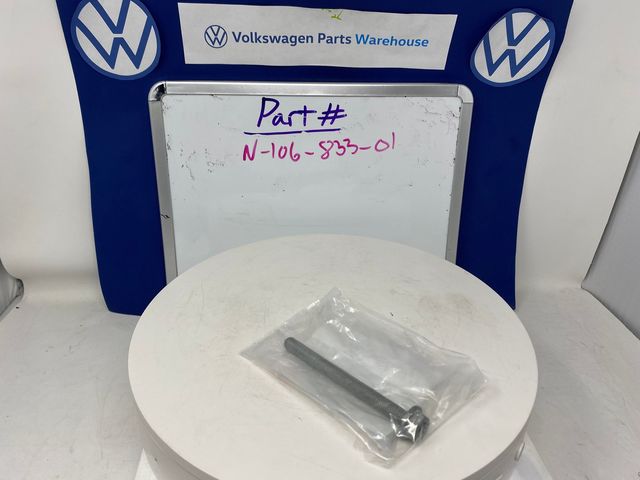 Volkswagen Parts Warehouse
Part#
N-106-833-01